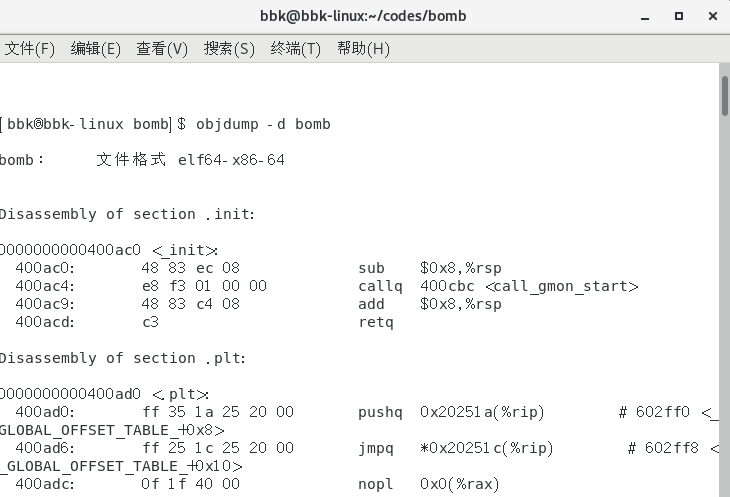 bbk@bbk-linux:~/codes/bomb
文件(F) 编辑(E) 查看(V) 搜索(S) 终端(T) 帮助(H)
[bbk@bbk-linux bomb]$ objdump -d bomb
bomb: 文件格式 elf64-x86-64
Disassembly of section .init:
0000000000400ac0 <_init>:
400ac0: 48 83 ec 08 sub $0x8,%rsp
400ac4: e8 f3 01 00 00 callq 400cbc <call_gmon_start>
400ac9: 48 83 c4 08 add $0x8,%rsp
400acd: c3 retq
Disassembly of section .plt:
0000000000400ad0 <.plt>:
400ad0: ff 35 1a 25 20 00 pushq 0x20251a(%rip) # 602ff0 <_
GLOBAL_OFFSET_TABLE_+0x8>
400ad6: ff 25 1c 25 20 00 jmpq *0x20251c(%rip) # 602ff8 <
_GLOBAL_OFFSET_TABLE_+0x10>
400adc: 0f 1f 40 00 nopl 0x0(%rax)